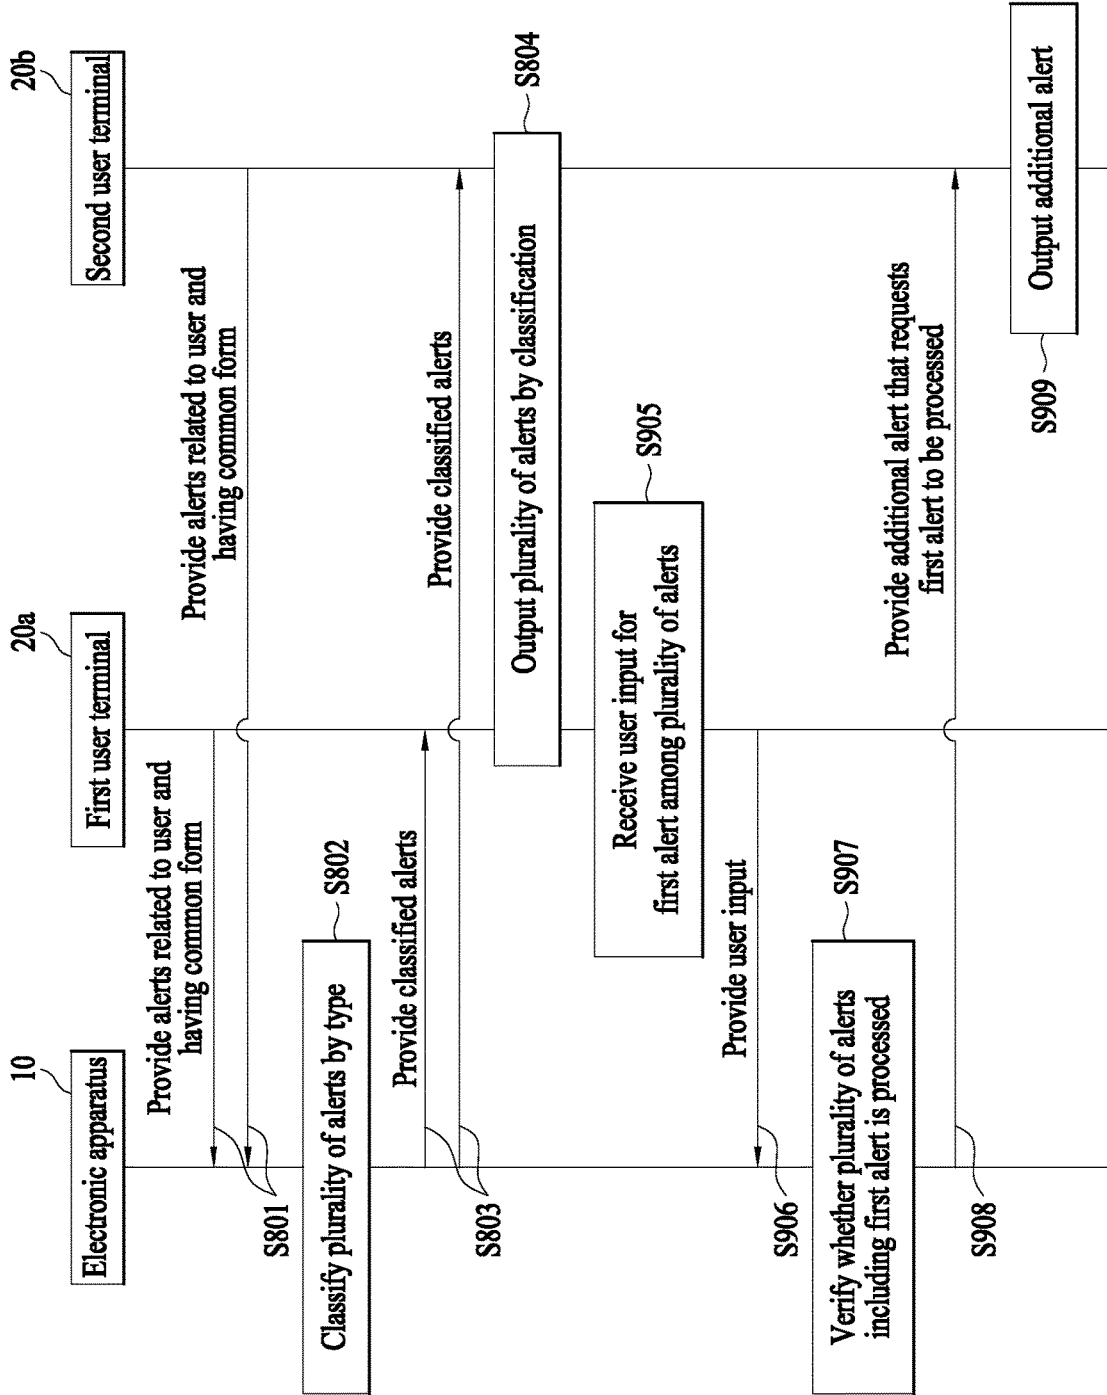 10
20a
20b
Electronic apparatus
First user terminal
Second user terminal
Provide alerts related to user and
having common form
Provide alerts related to user and
having common form
S801
S802
Classify plurality of alerts by type
Provide classified alerts
Provide classified alerts
S803
S804
Output plurality of alerts by classification
S905
Receive user input for
first alert among plurality of alerts
Provide user input
S906
S907
Verify whether plurality of alerts
including first alert is processed
Provide additional alert that requests
first alert to be processed
S908
S909
Output additional alert